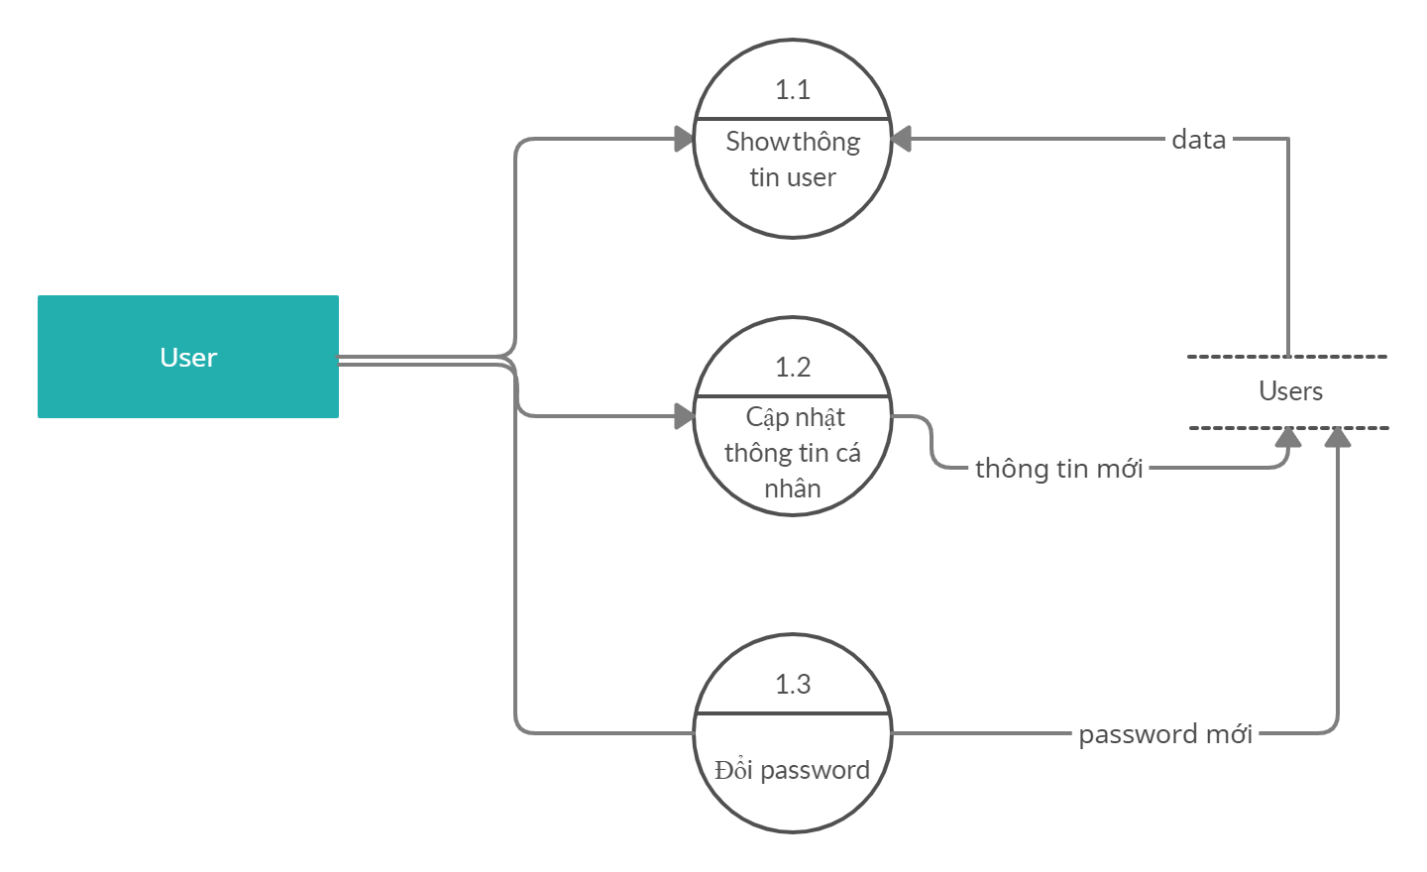 1.1
Show thông
tin user
data
User
1.2
Cập nhật
thông tin cá
nhân
Users
thông tin mới
1.3
Đổi password
password mới